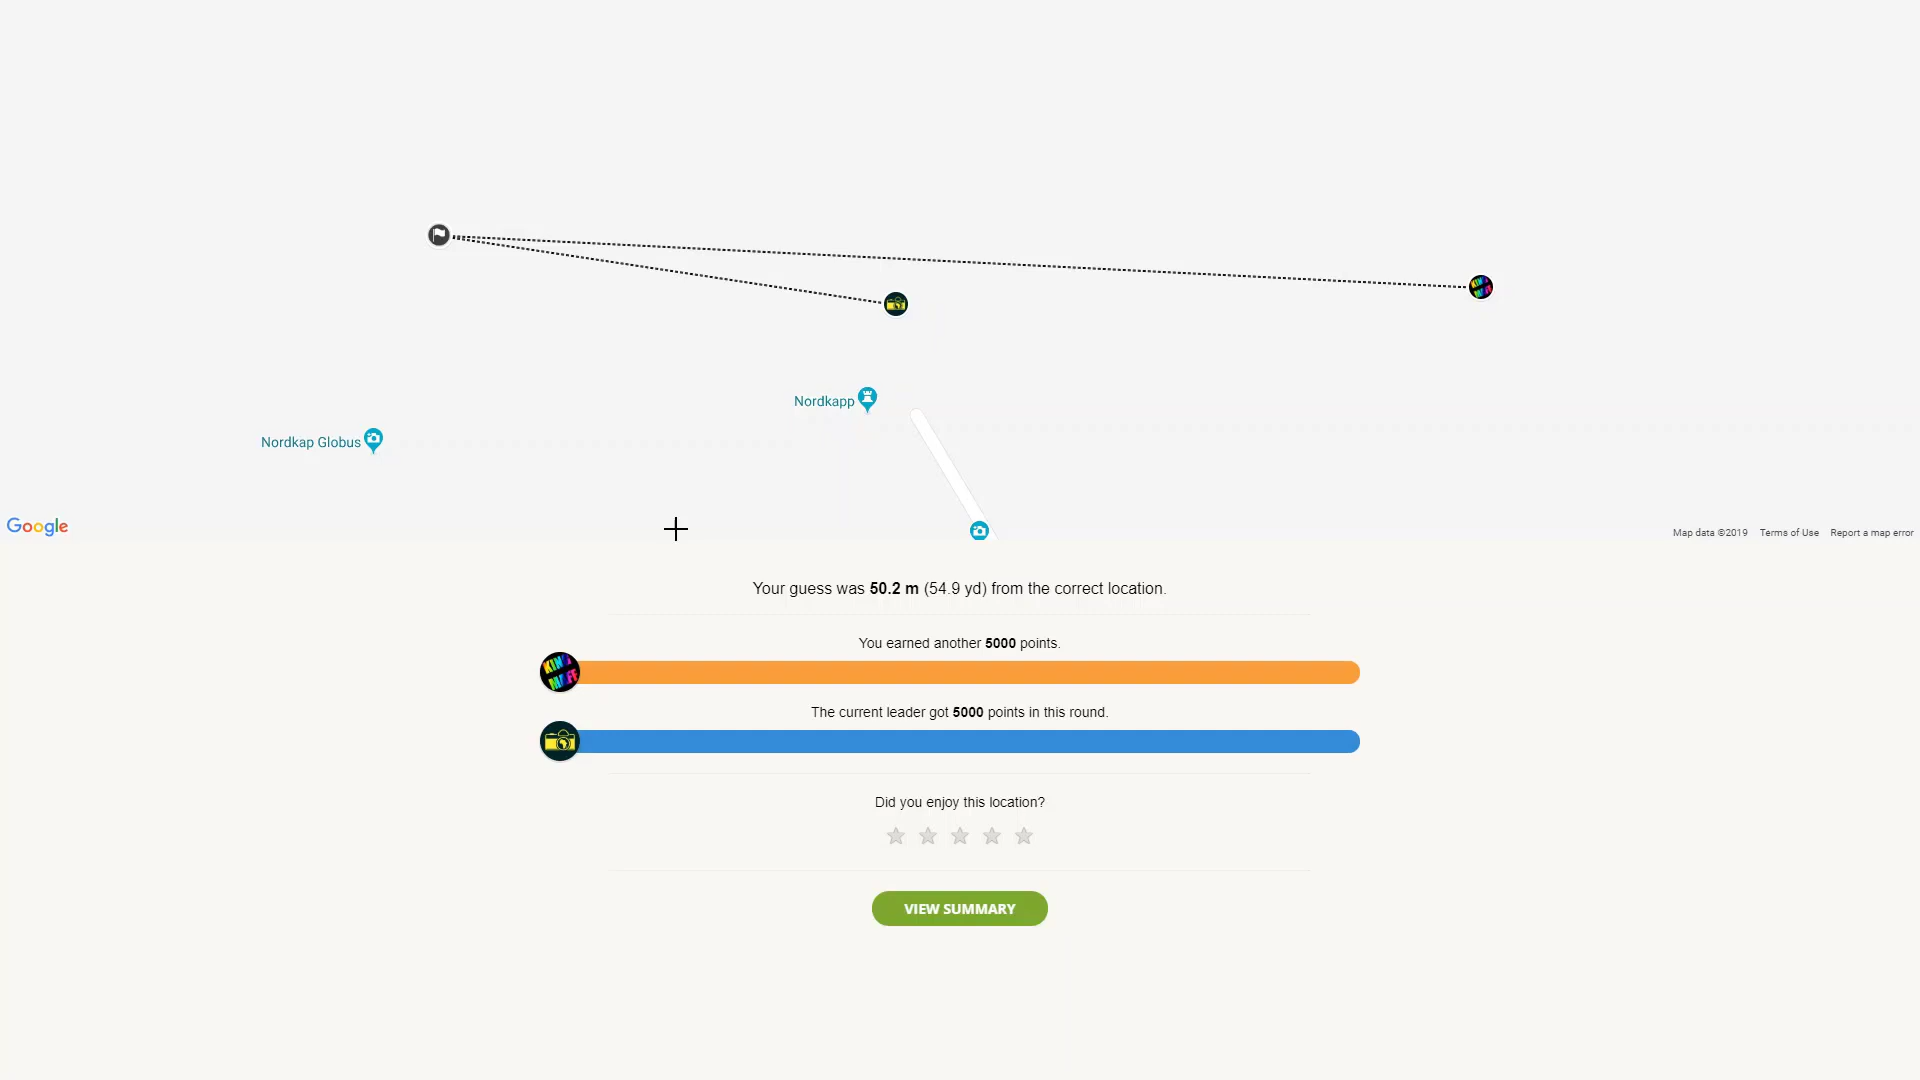 Nordkapp
Nordkap Globus
Google
Map data ©2019 Terms of Use Report a map error
Your guess was 50.2 m (54.9 yd) from the correct location.
You earned another 5000 points.
The current leader got 5000 points in this round.
Did you enjoy this location?
VIEW SUMMARY